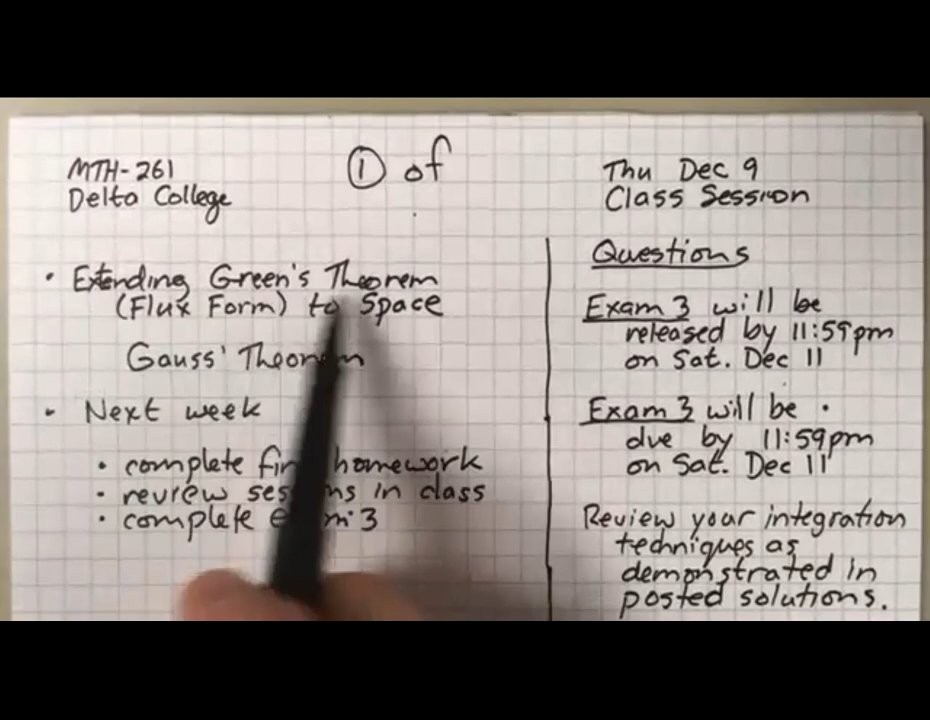 MTH-261
Delta College
① of
Thu Dec 9
Class Session
• Extending Green's Theorem
(Flux Form) to Space
Gauss' Theorem
• Next week
• complete homework
• review in class
• complete 3
Questions
Exam 3 will be
released by 11:59pm
on Sat. Dec 11
Exam 3 will be
due by 11:59pm
on Sat. Dec 11
Review your integration
techniques as
demonstrated in
posted solutions.